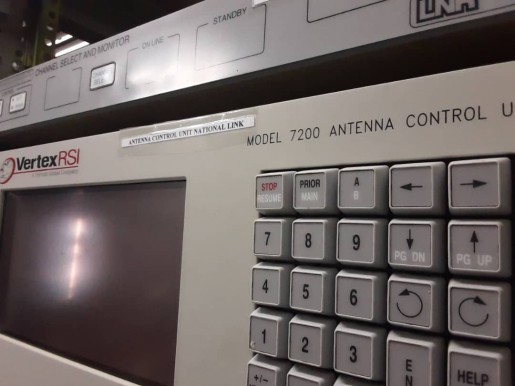 LNR
STANDBY
ON LINE
CHANNEL SELECT AND MONITOR
ANTENNA CONTROL UNIT NATIONAL LINK
MODEL 7200 ANTENNA CONTROL U
VertexRSI
STOP RESUME
PRIOR MAIN
A B
7 8 9
PG DN
PG UP
4 5 6
1 2 3
+/-
E N
HELP